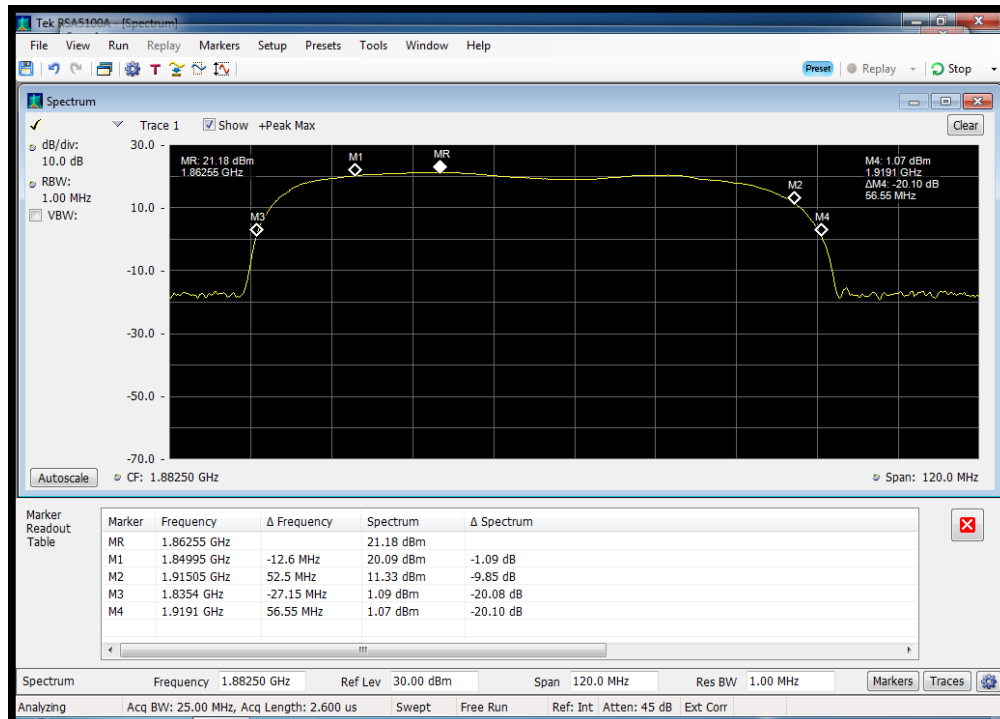 Tek RSA5100A - [Spectrum]
File View Run Replay Markers Setup Presets Tools Window Help
T Preset Replay Stop
Spectrum
Trace 1 Show +Peak Max Clear
dB/div:
10.0 dB
RBW:
1.00 MHz
VBW:
30.0
10.0
-10.0
-30.0
-50.0
-70.0
MR: 21.18 dBm
1.86255 GHz
M1
MR
M4: 1.07 dBm
1.9191 GHz
ΔM4: -20.10 dB
56.55 MHz
M2
M3
M4
Autoscale CF: 1.88250 GHz Span: 120.0 MHz
Marker
Readout
Table
Marker Frequency Δ Frequency Spectrum Δ Spectrum
MR 1.86255 GHz 21.18 dBm
M1 1.84995 GHz -12.6 MHz 20.09 dBm -1.09 dB
M2 1.91505 GHz 52.5 MHz 11.33 dBm -9.85 dB
M3 1.8354 GHz -27.15 MHz 1.09 dBm -20.08 dB
M4 1.9191 GHz 56.55 MHz 1.07 dBm -20.10 dB
Spectrum Frequency 1.88250 GHz Ref Lev 30.00 dBm Span 120.0 MHz Res BW 1.00 MHz Markers Traces
Analyzing Acq BW: 25.00 MHz, Acq Length: 2.600 us Swept Free Run Ref: Int Atten: 45 dB Ext Corr